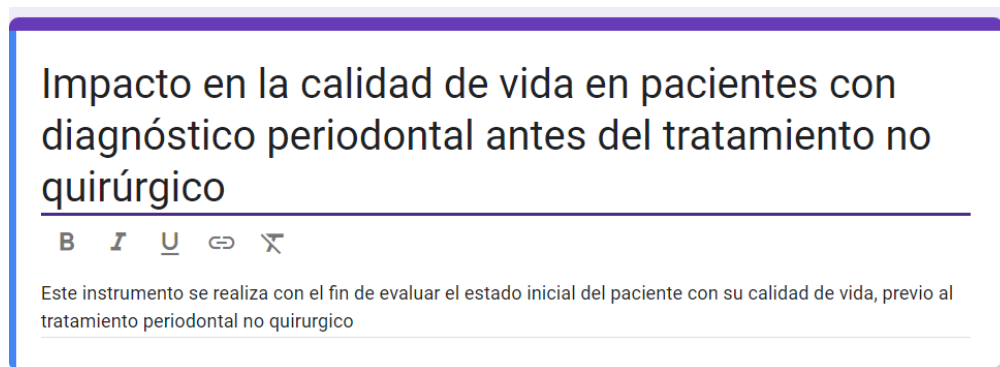 Impacto en la calidad de vida en pacientes con
diagnóstico periodontal antes del tratamiento no
quirúrgico
B I U
Este instrumento se realiza con el fin de evaluar el estado inicial del paciente con su calidad de vida, previo al
tratamiento periodontal no quirurgico